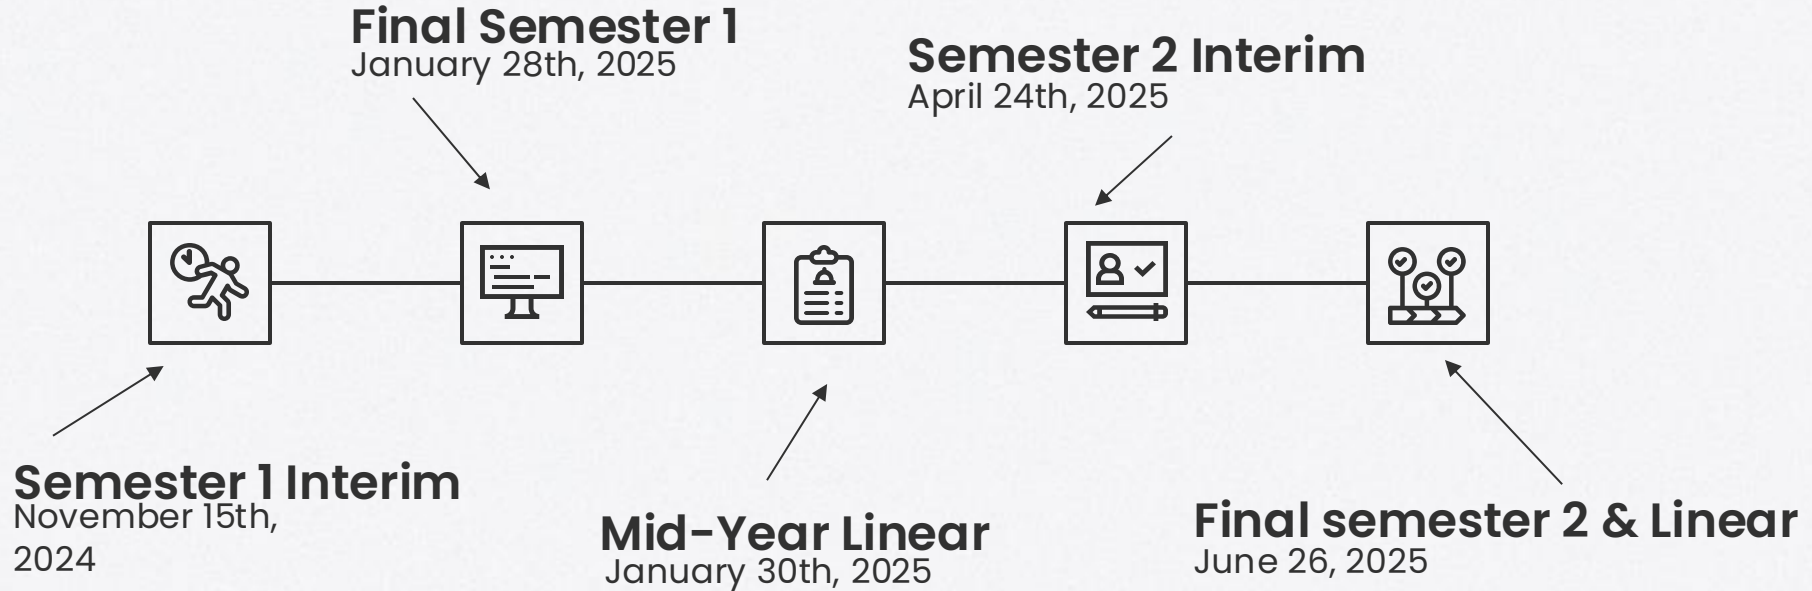 Final Semester 1
January 28th, 2025
Semester 2 Interim
April 24th, 2025
Semester 1 Interim
November 15th,
2024
Mid-Year Linear
January 30th, 2025
Final semester 2 & Linear
June 26, 2025